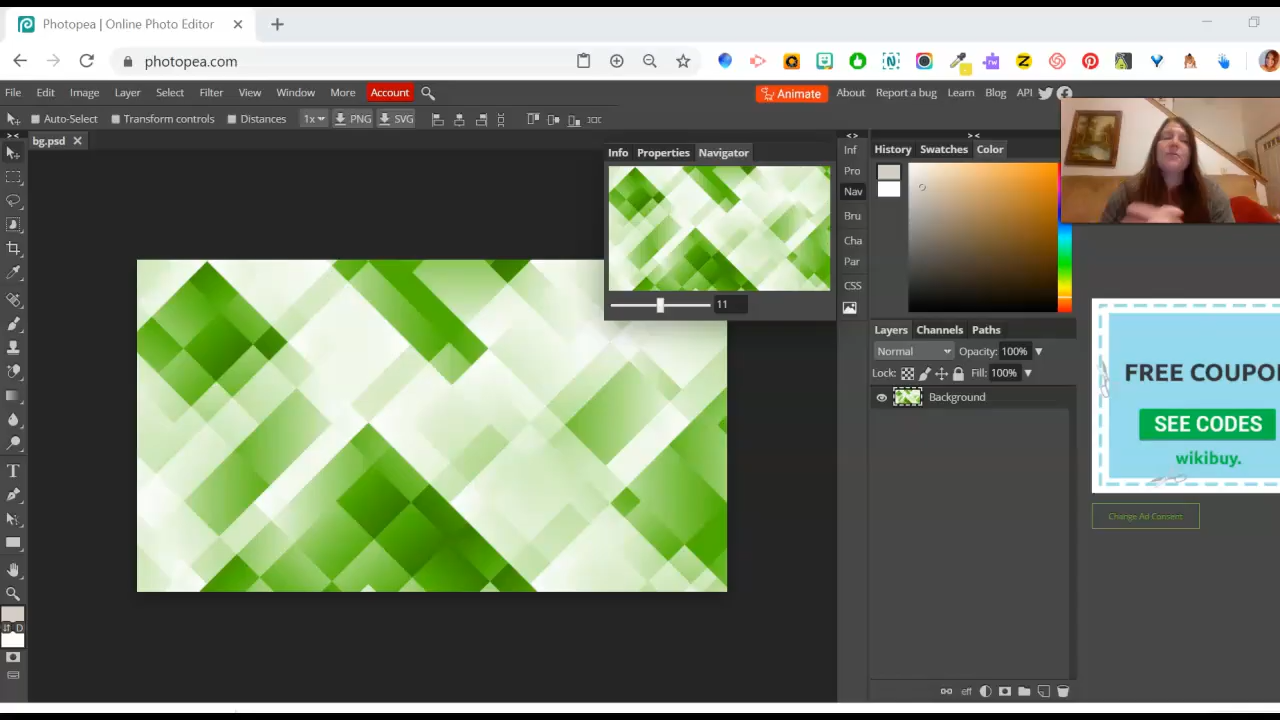 Photopea | Online Photo Editor
photopea.com
File Edit Image Layer Select Filter View Window More Account Animate About Report a bug Learn Blog API
Auto-Select Transform controls Distances 1x PNG SVG
bg.psd
Info Properties Navigator
11
Inf
Pro
Nav
Bru
Cha
Par
CSS
History Swatches Color
Layers Channels Paths
Normal Opacity: 100%
Lock: Fill: 100%
Background
eff
T
D
FREE COUPO
SEE CODES
wikibuy.
Change Ad Consent